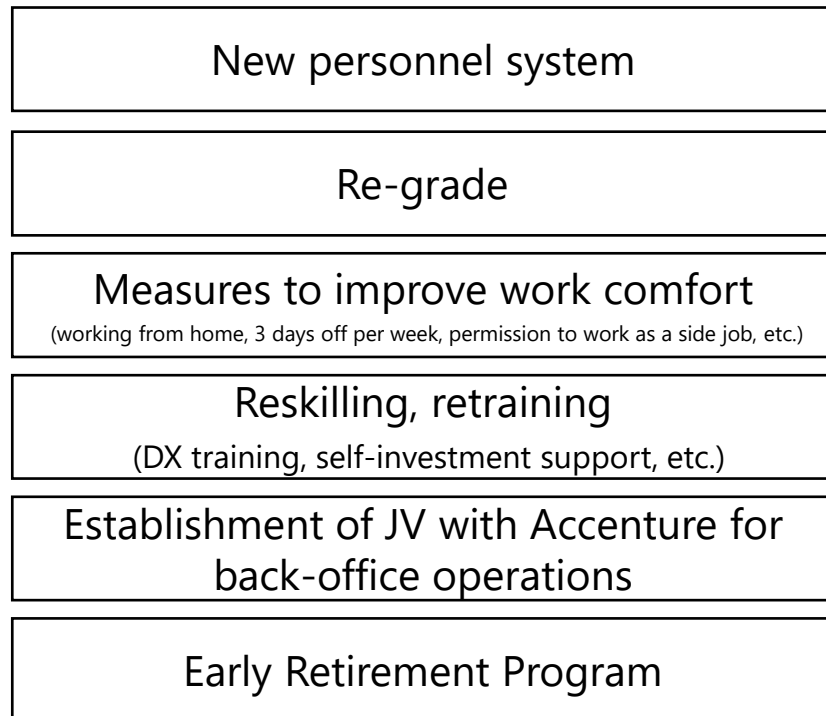 New personnel system
Re-grade
Measures to improve work comfort
(working from home, 3 days off per week, permission to work as a side job, etc.)
Reskilling, retraining
(DX training, self-investment support, etc.)
Establishment of JV with Accenture for
back-office operations
Early Retirement Program